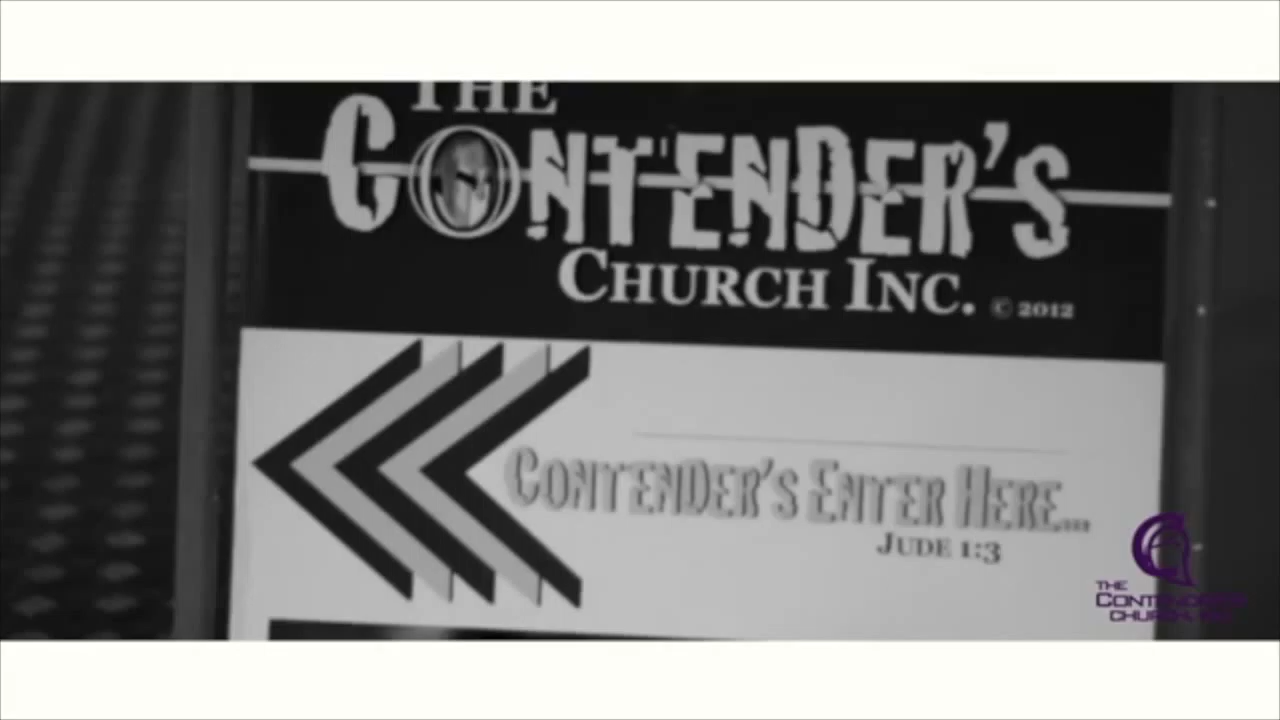 THE
CONTENDER'S
CHURCH INC. © 2012
CONTENDER'S ENTER HERE...
JUDE 1:3
THE
CONTENDER'S
CHURCH, INC.